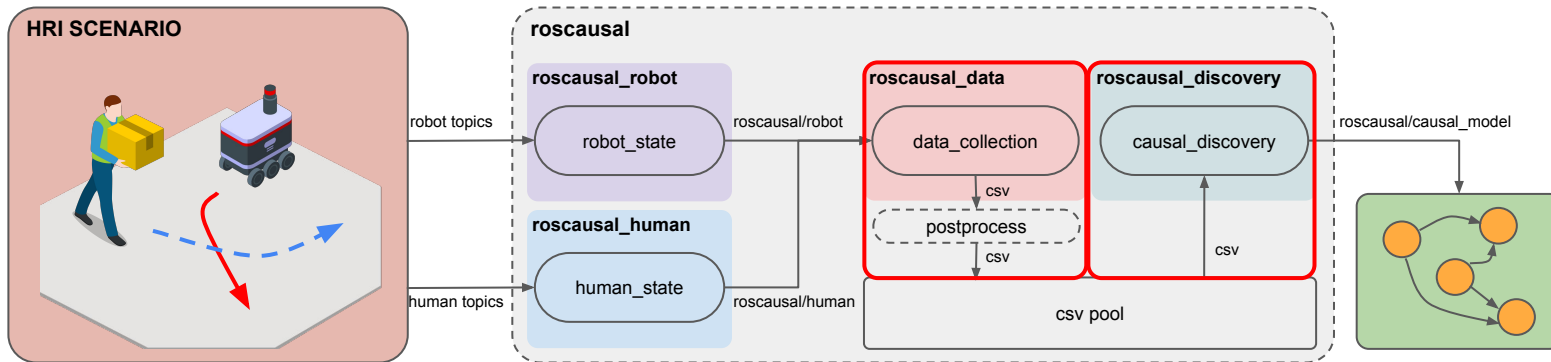 HRI SCENARIO
robot topics
human topics
roscausal
roscausal_robot
robot_state
roscausal/robot
roscausal_human
human_state
roscausal/human
roscausal_data
data_collection
csv
postprocess
csv
roscausal_discovery
causal_discovery
csv
csv pool
roscausal/causal_model